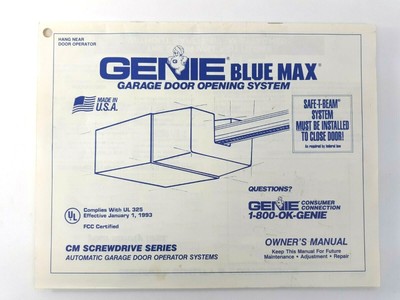 HANG NEAR
DOOR OPERATOR
GENIE® BLUE MAX®
GARAGE DOOR OPENING SYSTEM
MADE IN
U.S.A.
SAFE-T-BEAM™
SYSTEM
MUST BE INSTALLED
TO CLOSE DOOR!
As required by federal law
QUESTIONS?
GENIE® CONSUMER
CONNECTION
1-800-OK-GENIE
UL
Complies With UL 325
Effective January 1, 1993
FCC Certified
CM SCREWDRIVE SERIES
AUTOMATIC GARAGE DOOR OPERATOR SYSTEMS
OWNER'S MANUAL
Keep This Manual For Future
Maintenance • Adjustment • Repair